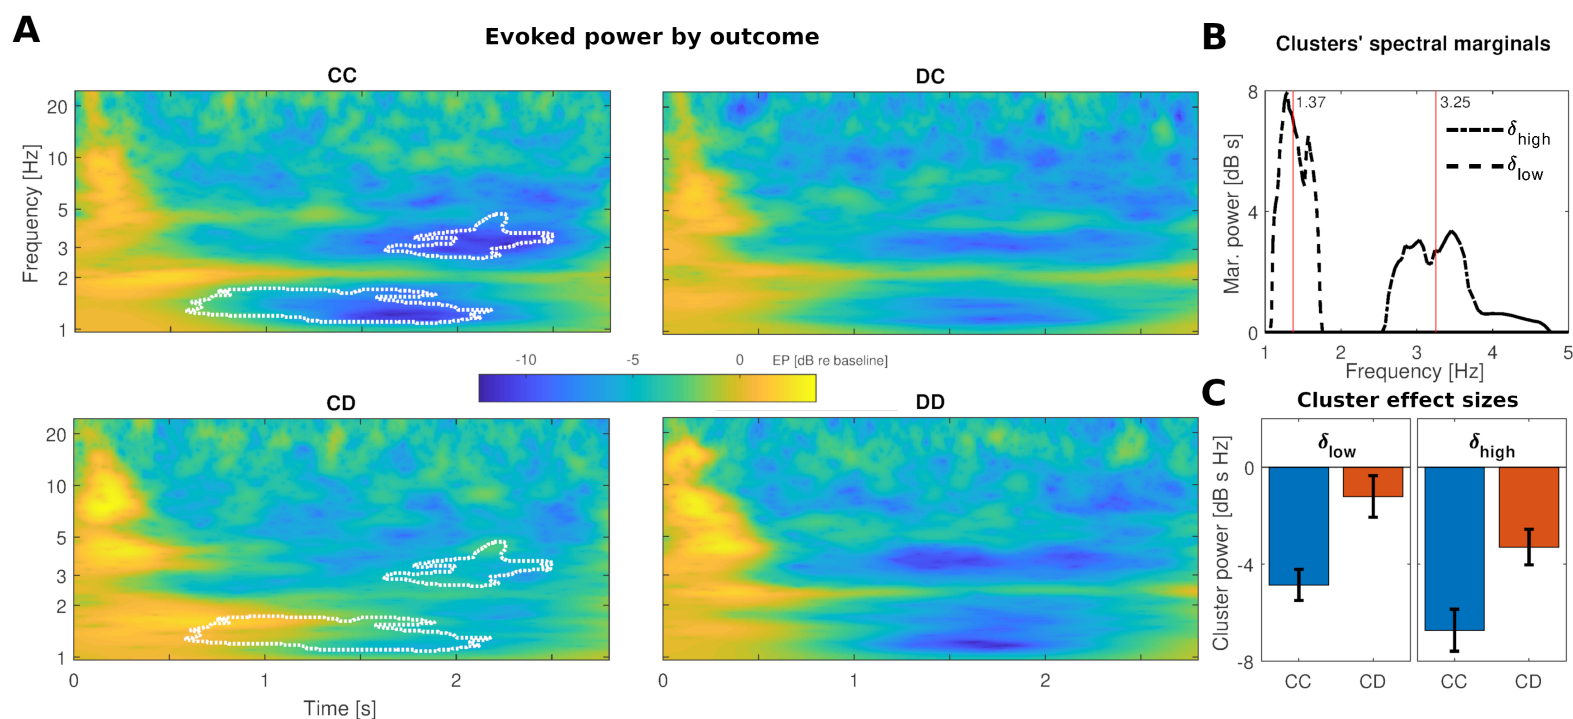 A
Evoked power by outcome
CC
DC
20
10
5
3
2
1
Frequency [Hz]
-10
-5
0
EP [dB re baseline]
CD
DD
20
10
5
3
2
1
0
1
2
0
1
2
Time [s]
B
Clusters' spectral marginals
8
4
0
Mar. power [dB s]
1.37
3.25
δhigh
δlow
1
2
3
4
5
Frequency [Hz]
C
Cluster effect sizes
δlow
δhigh
0
-4
-8
Cluster power [dB s Hz]
CC
CD
CC
CD